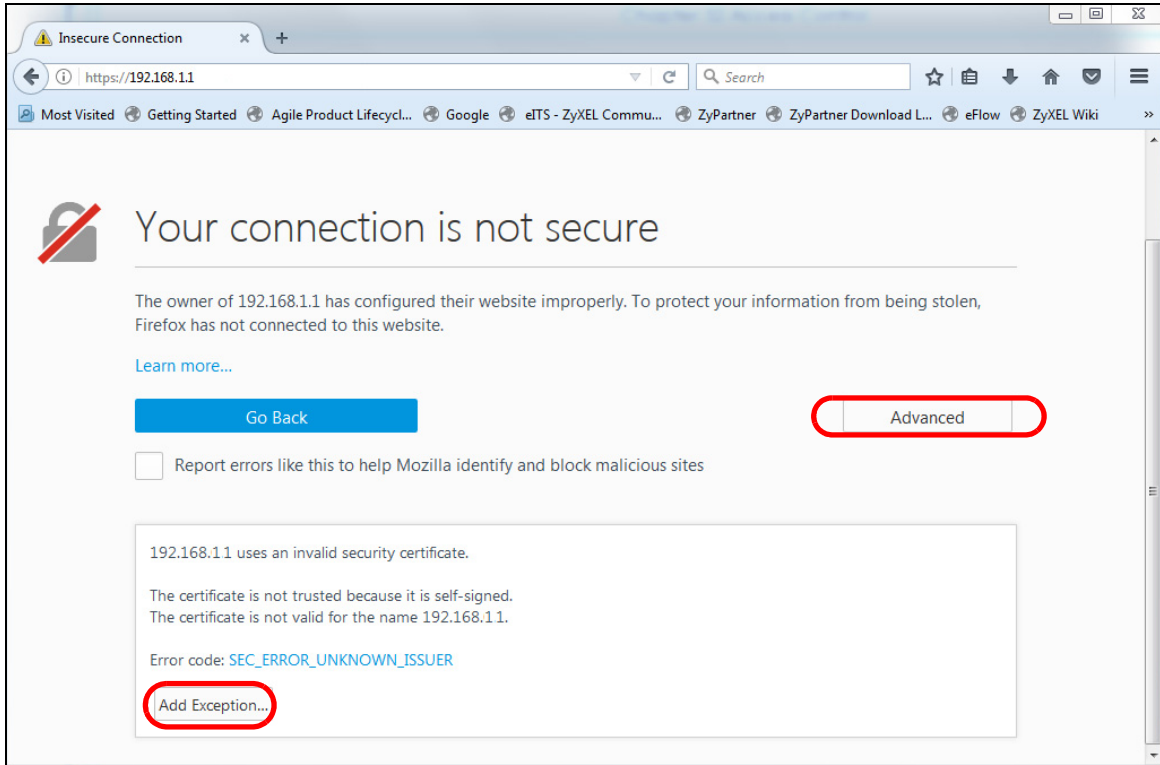 Insecure Connection
https://192.168.1.1
Search
Most Visited Getting Started Agile Product Lifecycl... Google eITS - ZyXEL Commu... ZyPartner ZyPartner Download L... eFlow ZyXEL Wiki »
Your connection is not secure
The owner of 192.168.1.1 has configured their website improperly. To protect your information from being stolen,
Firefox has not connected to this website.
Learn more...
Go Back
Advanced
Report errors like this to help Mozilla identify and block malicious sites
192.168.1.1 uses an invalid security certificate.
The certificate is not trusted because it is self-signed.
The certificate is not valid for the name 192.168.1.1.
Error code: SEC_ERROR_UNKNOWN_ISSUER
Add Exception...